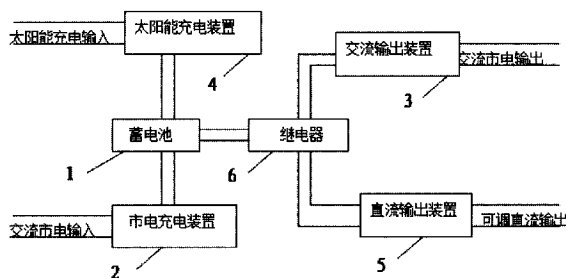 太阳能充电装置
太阳能充电输入
4
交流输出装置
交流市电输出
3
蓄电池
1
继电器
6
市电充电装置
交流市电输入
2
直流输出装置
可调直流输出
5